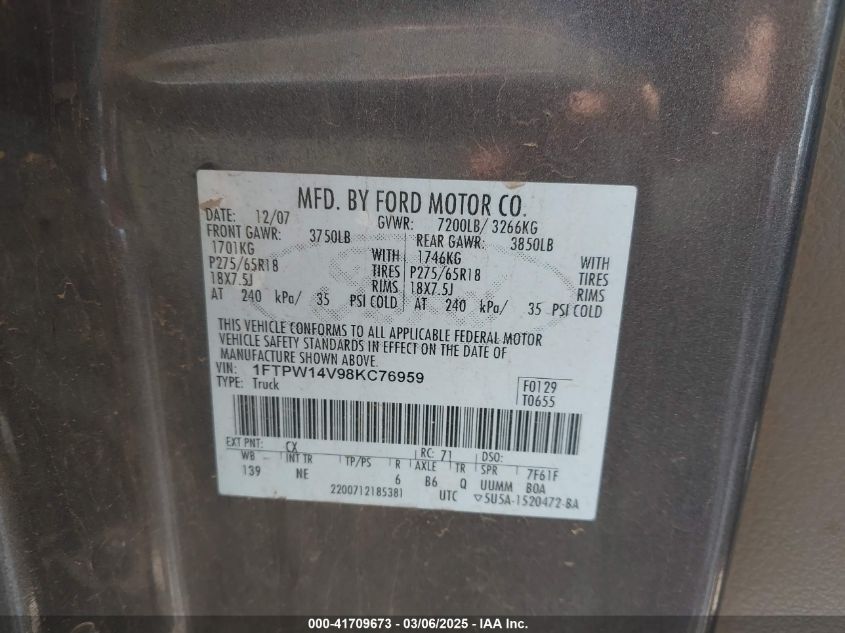 MFD. BY FORD MOTOR CO.
DATE: 12/07 GVWR: 7200LB/ 3266KG
FRONT GAWR: 3750LB REAR GAWR: 3850LB
1701KG WITH 1746KG WITH
P275/65R18 TIRES P275/65R18 TIRES
18X7.5J RIMS 18X7.5J RIMS
AT 240 kPa/ 35 PSI COLD AT 240 kPa/ 35 PSI COLD
THIS VEHICLE CONFORMS TO ALL APPLICABLE FEDERAL MOTOR
VEHICLE SAFETY STANDARDS IN EFFECT ON THE DATE OF
MANUFACTURE SHOWN ABOVE.
VIN: 1FTPW14V98KC76959
TYPE: Truck
F0129
T0655
EXT PNT: CX RC: 71 DSO:
WB INT TR TP/PS R AXLE TR SPR 7F61F
139 NE 6 B6 Q UUMM BOA
2200712185381 UTC ▽5U5A-1520472-BA
000-41709673 - 03/06/2025 - IAA Inc.